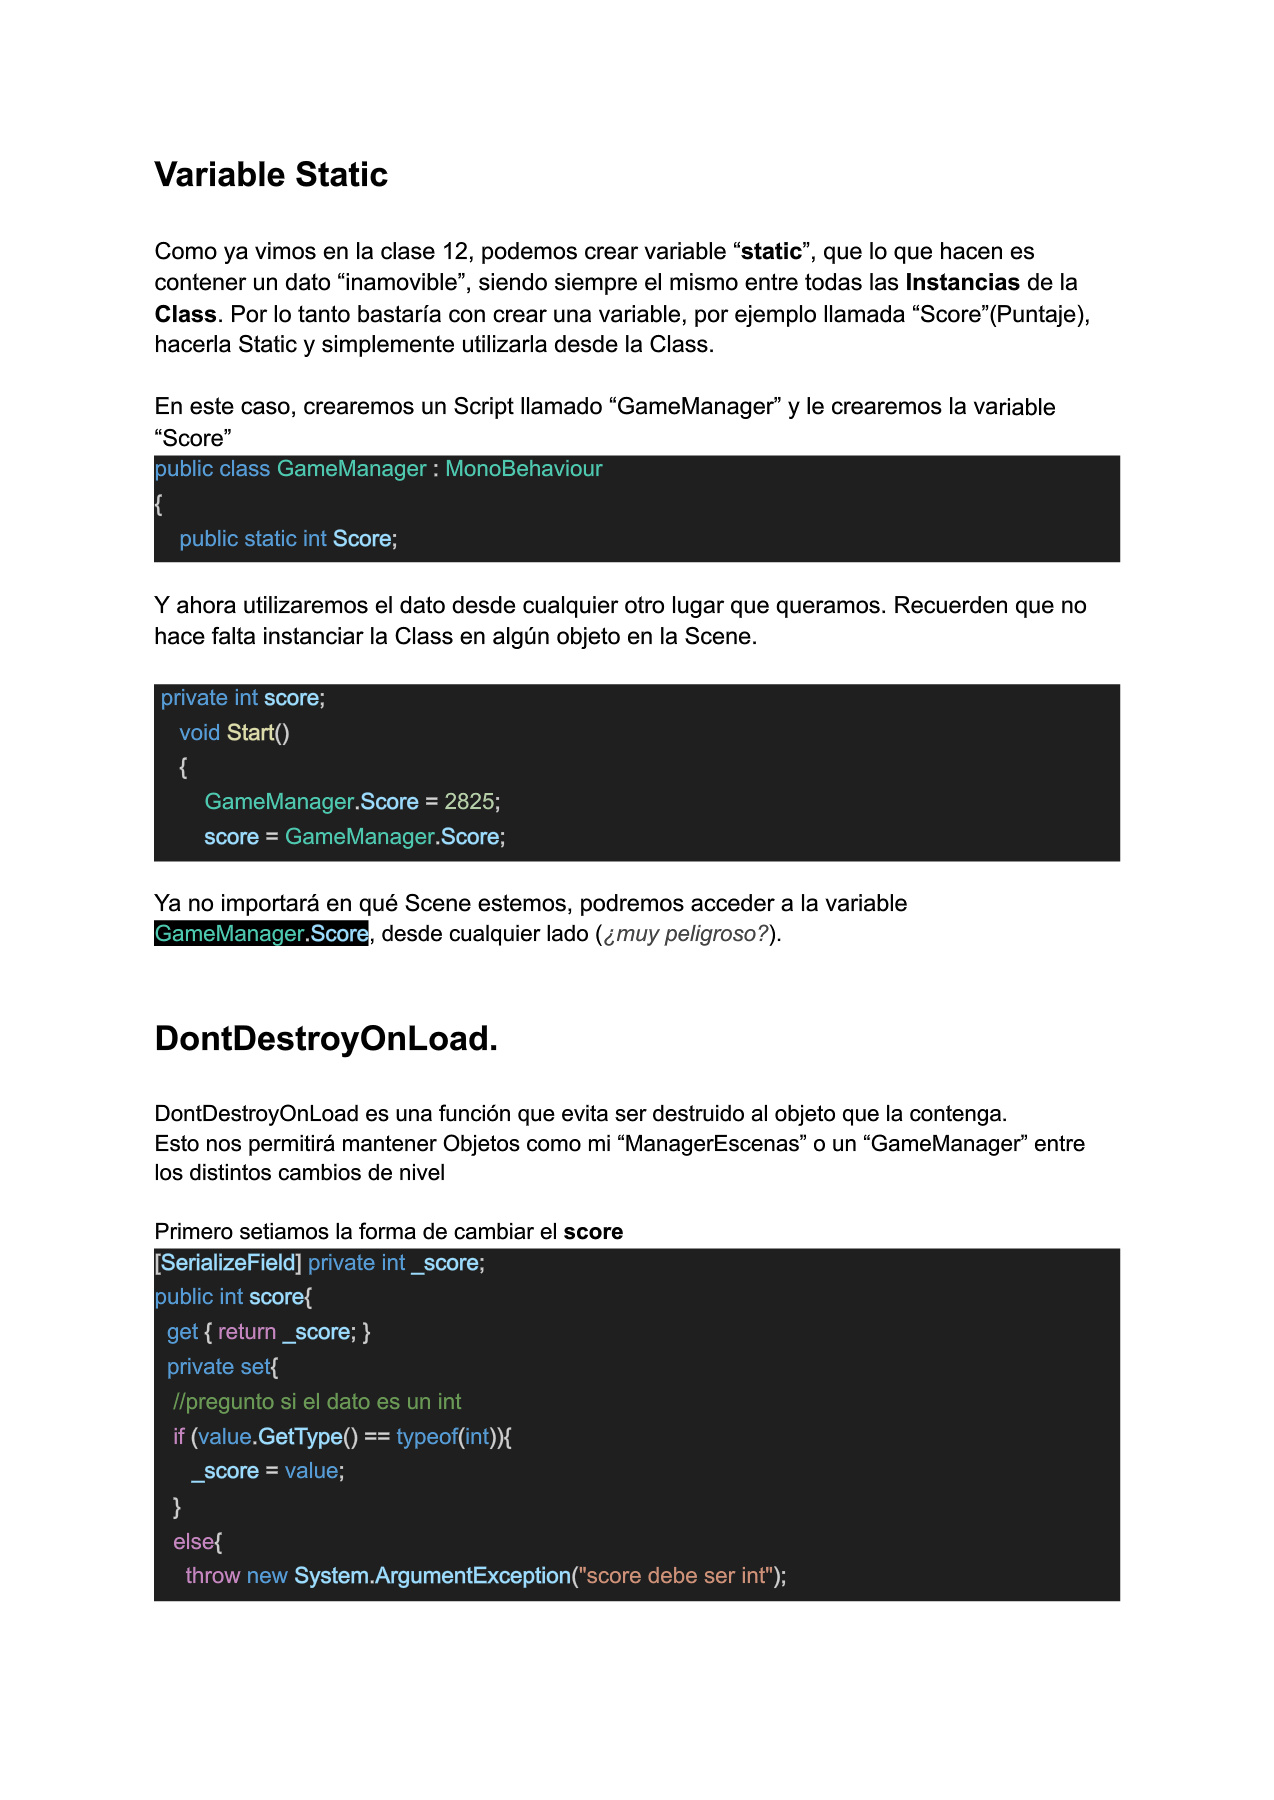 Variable Static
Como ya vimos en la clase 12, podemos crear variable “static”, que lo que hacen es
contener un dato “inamovible”, siendo siempre el mismo entre todas las Instancias de la
Class. Por lo tanto bastaría con crear una variable, por ejemplo llamada “Score”(Puntaje),
hacerla Static y simplemente utilizarla desde la Class.
En este caso, crearemos un Script llamado “GameManager” y le crearemos la variable
“Score”
public class GameManager : MonoBehaviour
{
public static int Score;
Y ahora utilizaremos el dato desde cualquier otro lugar que queramos. Recuerden que no
hace falta instanciar la Class en algún objeto en la Scene.
private int score;
void Start()
{
GameManager.Score = 2825;
score = GameManager.Score;
Ya no importará en qué Scene estemos, podremos acceder a la variable
GameManager.Score, desde cualquier lado (¿muy peligroso?).
DontDestroyOnLoad.
DontDestroyOnLoad es una función que evita ser destruido al objeto que la contenga.
Esto nos permitirá mantener Objetos como mi “ManagerEscenas” o un “GameManager” entre
los distintos cambios de nivel
Primero setiamos la forma de cambiar el score
[SerializeField] private int _score;
public int score{
get { return _score; }
private set{
//pregunto si el dato es un int
if (value.GetType() == typeof(int)){
_score = value;
}
else{
throw new System.ArgumentException("score debe ser int");